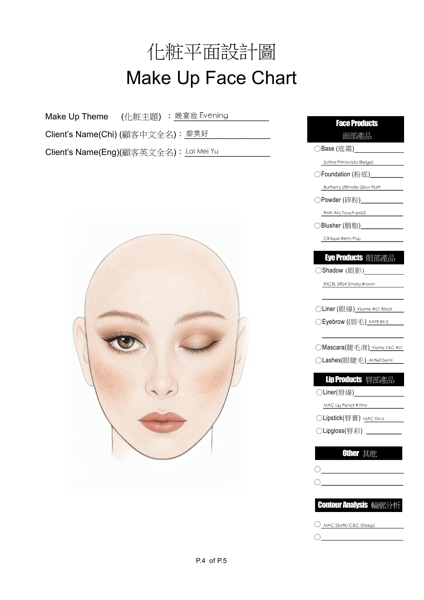 化粧平面設計圖
Make Up Face Chart
Make Up Theme (化粧主題) : 晚宴妝 Evening
Client's Name(Chi) (顧客中文全名) : 黎美好
Client's Name(Eng)(顧客英文全名) : Lai Mei Yu
Face Products
面部產品
Base (底霜)
Sofina Primavista (Beige)
Foundation (粉底)
Burberry Ultimate Glow Fluid
Powder (碎粉)
RMK Airy Touch ex03
Blusher (胭脂)
Clinique Berry Pop
Eye Products 眼部產品
Shadow (眼影)
EXCEL SR04 Smoky Brown
Liner (眼線) Kissme #01 Black
Eyebrow ((眉毛) KATE EX-5
Mascara(睫毛液) Kissme
Lashes(眼睫毛) Ardell Demi
Lip Products 唇部產品
Liner(唇線)
MAC Lip Pencil #Vino
Lipstick(唇膏) MAC Diva
Lipgloss(唇彩)
Other 其他
Contour Analysis 輪廓分析
MAC Studio C&C (Deep)
P.4 of P.5